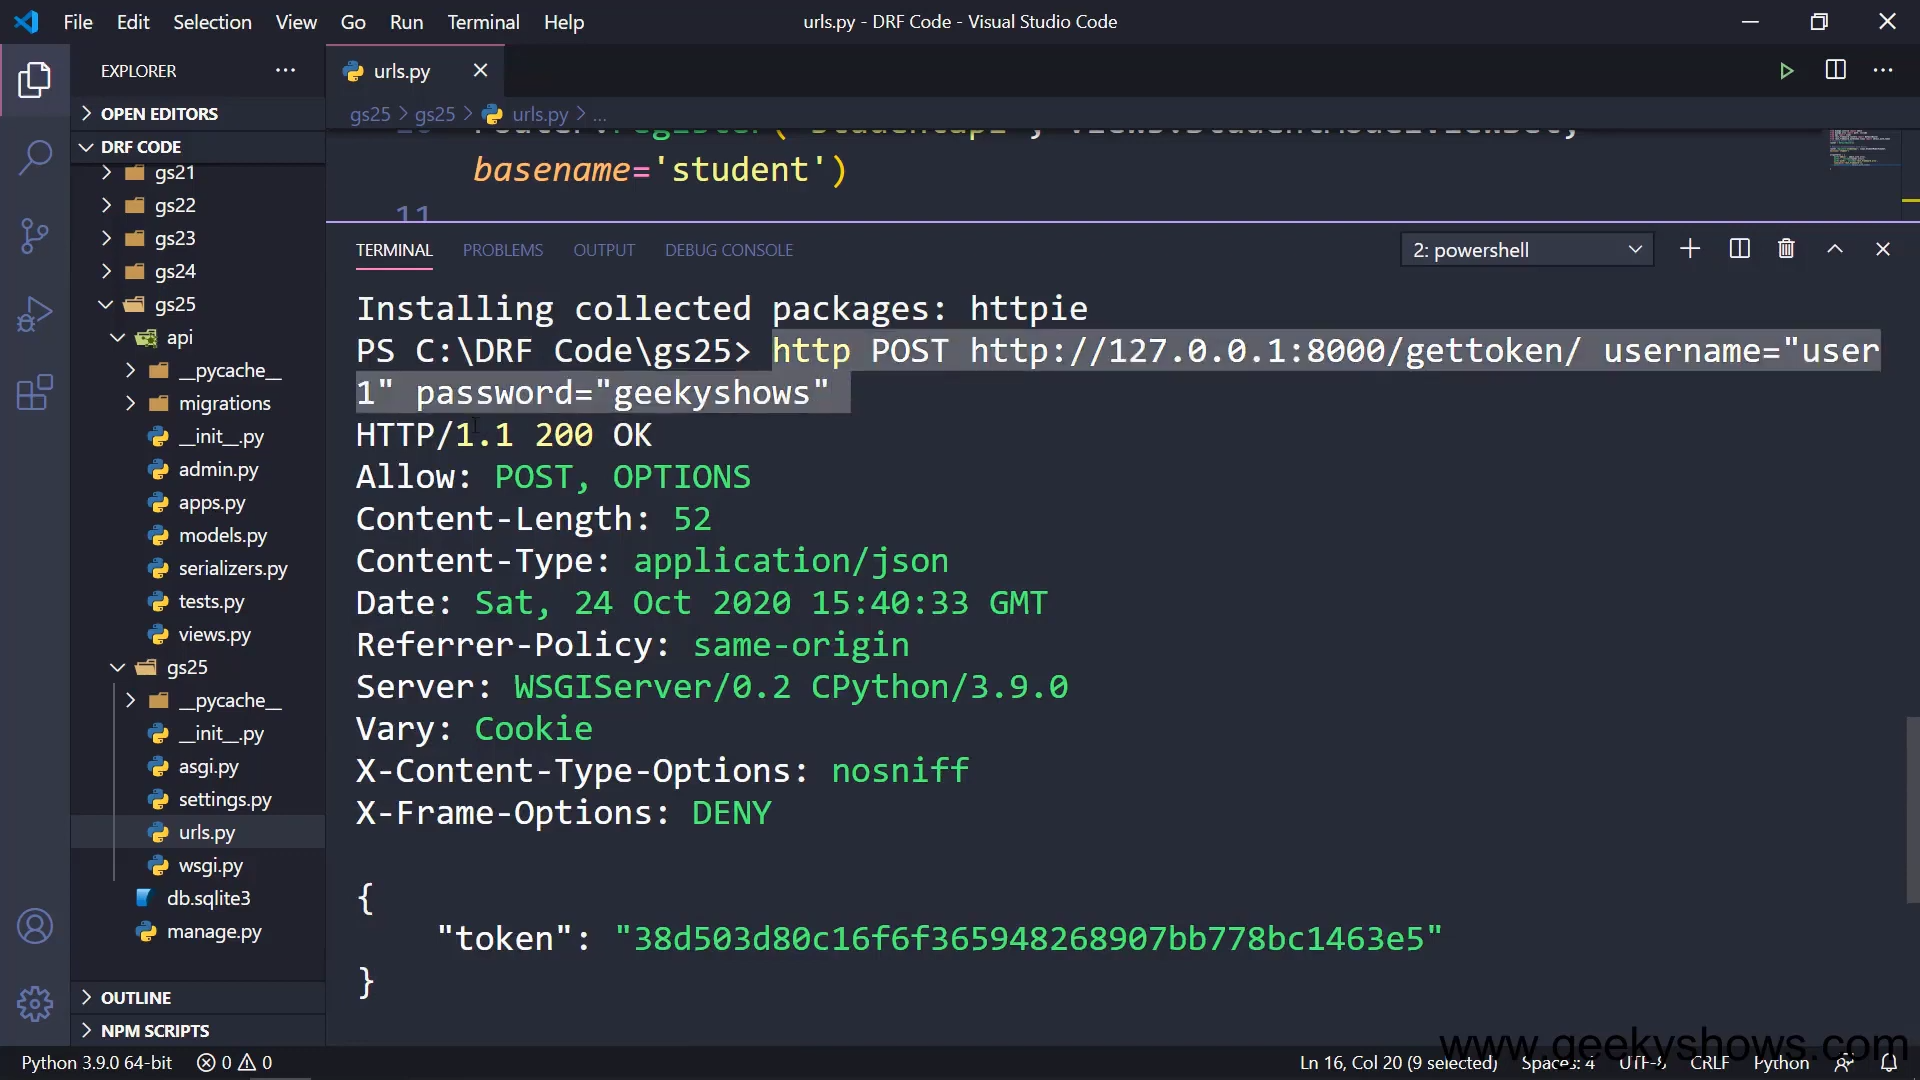 File Edit Selection View Go Run Terminal Help urls.py - DRF Code - Visual Studio Code
EXPLORER
urls.py
OPEN EDITORS
gs25 > gs25 > urls.py > ...
DRF CODE
basename='student')
11
gs21
gs22
gs23
gs24
gs25
api
__pycache__
migrations
__init__.py
admin.py
apps.py
models.py
serializers.py
tests.py
views.py
gs25
__pycache__
__init__.py
asgi.py
settings.py
urls.py
wsgi.py
db.sqlite3
manage.py
OUTLINE
NPM SCRIPTS
TERMINAL PROBLEMS OUTPUT DEBUG CONSOLE 2: powershell
Installing collected packages: httpie
PS C:\DRF Code\gs25> http POST http://127.0.0.1:8000/gettoken/ username="user
1" password="geekyshows"
HTTP/1.1 200 OK
Allow: POST, OPTIONS
Content-Length: 52
Content-Type: application/json
Date: Sat, 24 Oct 2020 15:40:33 GMT
Referrer-Policy: same-origin
Server: WSGIServer/0.2 CPython/3.9.0
Vary: Cookie
X-Content-Type-Options: nosniff
X-Frame-Options: DENY
{
"token": "38d503d80c16f6f365948268907bb778bc1463e5"
}
www.geekyshows.com
Python 3.9.0 64-bit 0 0 Ln 16, Col 20 (9 selected) Spaces: 4 UTF-8 CRLF Python